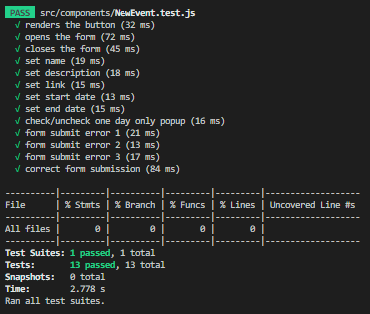 PASS src/components/NewEvent.test.js
√ renders the button (32 ms)
√ opens the form (72 ms)
√ closes the form (45 ms)
√ set name (19 ms)
√ set description (18 ms)
√ set link (15 ms)
√ set start date (13 ms)
√ set end date (15 ms)
√ check/uncheck one day only popup (16 ms)
√ form submit error 1 (21 ms)
√ form submit error 2 (13 ms)
√ form submit error 3 (17 ms)
√ correct form submission (84 ms)
----------|---------|----------|---------|---------|-------------------
File      | % Stmts | % Branch | % Funcs | % Lines | Uncovered Line #s
----------|---------|----------|---------|---------|-------------------
All files |       0 |        0 |       0 |       0 |
----------|---------|----------|---------|---------|-------------------
Test Suites: 1 passed, 1 total
Tests:       13 passed, 13 total
Snapshots:   0 total
Time:        2.778 s
Ran all test suites.